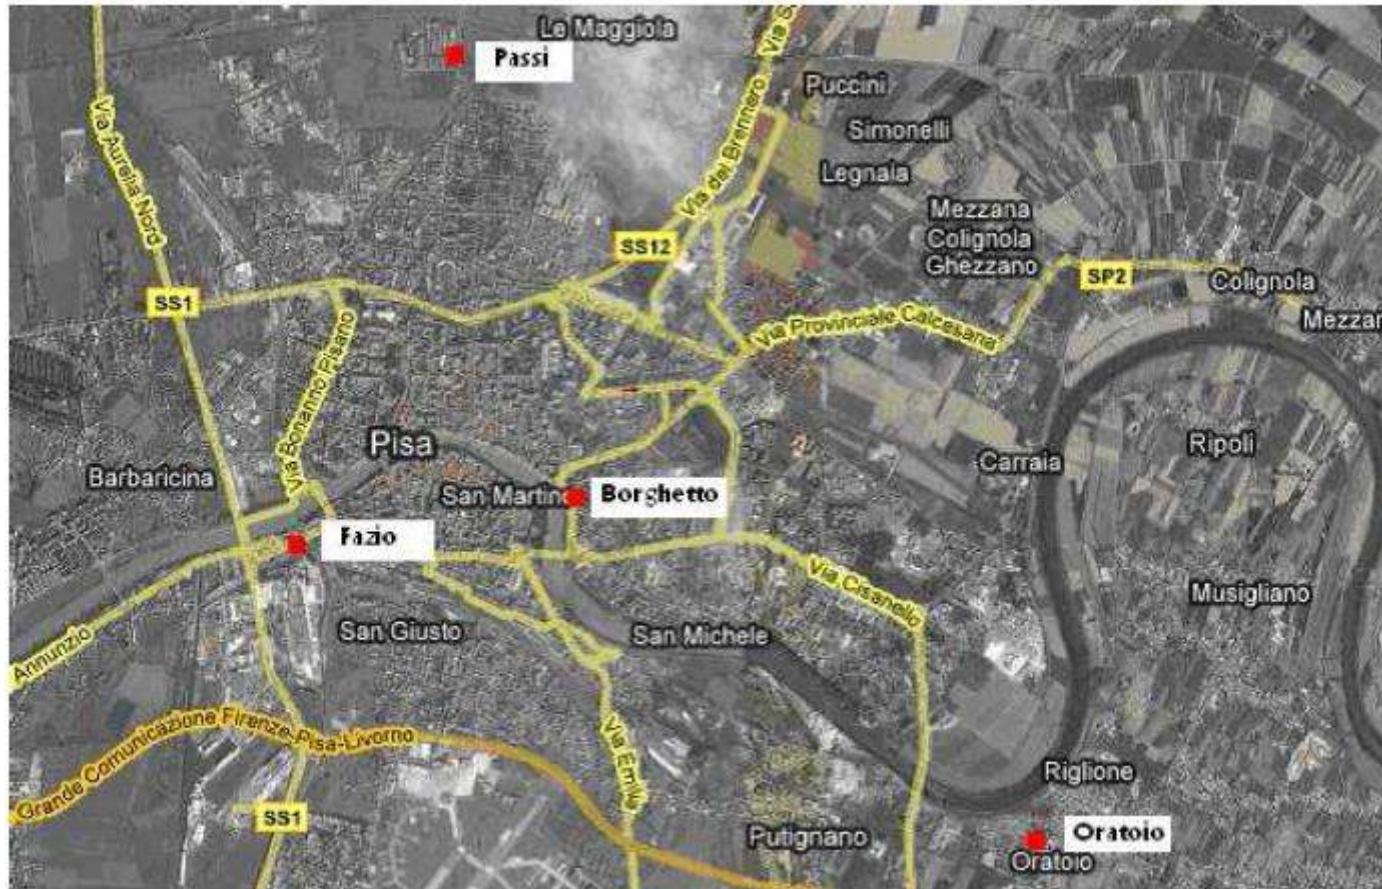 Le Maggiola
Via S
Passi
Puccini
Via Aurelia Nord
Via del Brennero
Simonelli
Legnala
Mezzana
Colignola
Ghezzano
SS12
SP2
Colignola
SS1
Mezzan
Via Provinciale Calcesana
Via Bonanno Pisano
Pisa
Ripoli
Carraia
Barbaricina
San Martino
Borghetto
Fazio
Via Cisanello
Musigliano
San Giusto
San Michele
Annunzio
Grande Comunicazione Firenze-Pisa-Livorno
Via Emilia
Riglione
SS1
Putignano
Oratoio
Oratoio